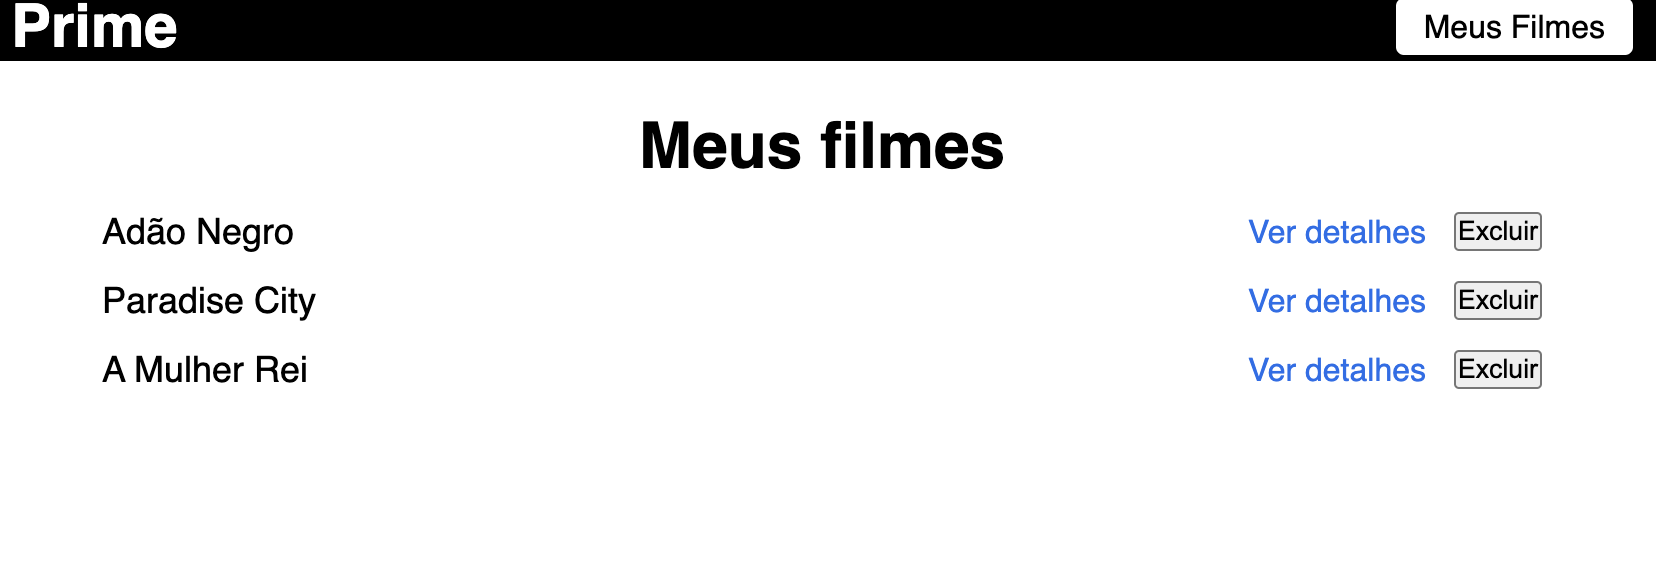 Prime Meus Filmes
Meus filmes
Adão Negro Ver detalhes Excluir
Paradise City Ver detalhes Excluir
A Mulher Rei Ver detalhes Excluir